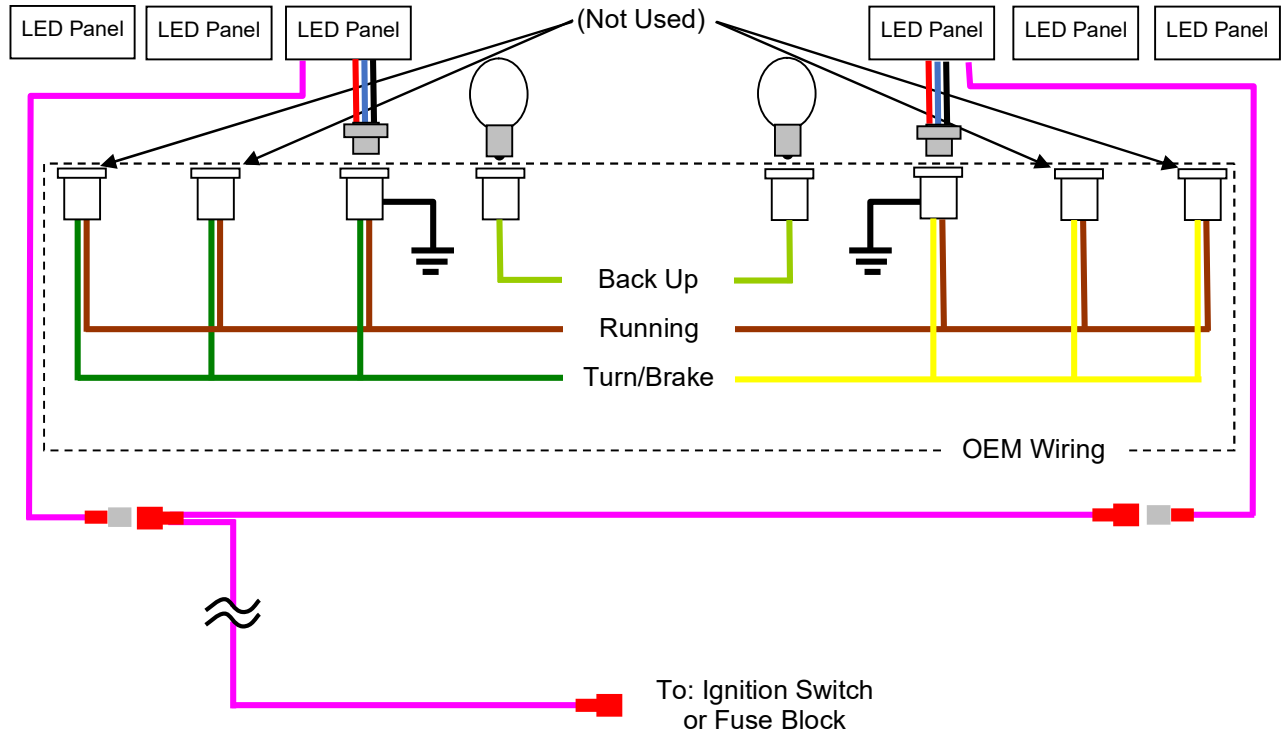 LED Panel
LED Panel
LED Panel
(Not Used)
LED Panel
LED Panel
LED Panel
Back Up
Running
Turn/Brake
OEM Wiring
To: Ignition Switch
or Fuse Block